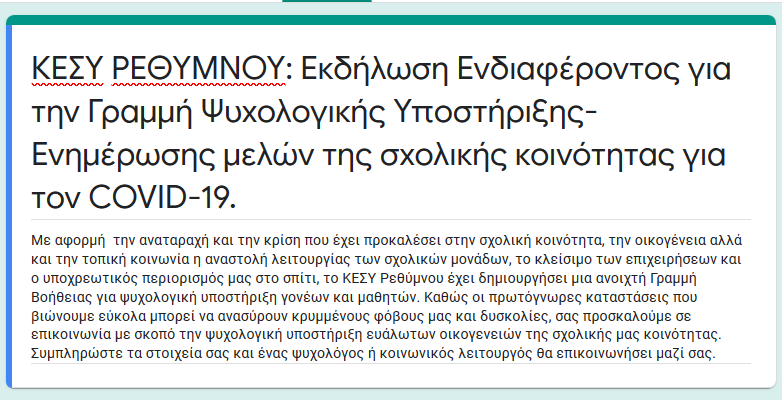 ΚΕΣΥ ΡΕΘΥΜΝΟΥ: Εκδήλωση Ενδιαφέροντος για
την Γραμμή Ψυχολογικής Υποστήριξης-
Ενημέρωσης μελών της σχολικής κοινότητας για
τον COVID-19.
Με αφορμή  την αναταραχή και την κρίση που έχει προκαλέσει στην σχολική κοινότητα, την οικογένεια αλλά
και την τοπική κοινωνία η αναστολή λειτουργίας των σχολικών μονάδων, το κλείσιμο των επιχειρήσεων και
ο υποχρεωτικός περιορισμός μας στο σπίτι, το ΚΕΣΥ Ρεθύμνου έχει δημιουργήσει μια ανοιχτή Γραμμή
Βοήθειας για ψυχολογική υποστήριξη γονέων και μαθητών. Καθώς οι πρωτόγνωρες καταστάσεις που
βιώνουμε εύκολα μπορεί να ανασύρουν κρυμμένους φόβους μας και δυσκολίες, σας προσκαλούμε σε
επικοινωνία με σκοπό την ψυχολογική υποστήριξη ευάλωτων οικογενειών της σχολικής μας κοινότητας.
Συμπληρώστε τα στοιχεία σας και ένας ψυχολόγος ή κοινωνικός λειτουργός θα επικοινωνήσει μαζί σας.